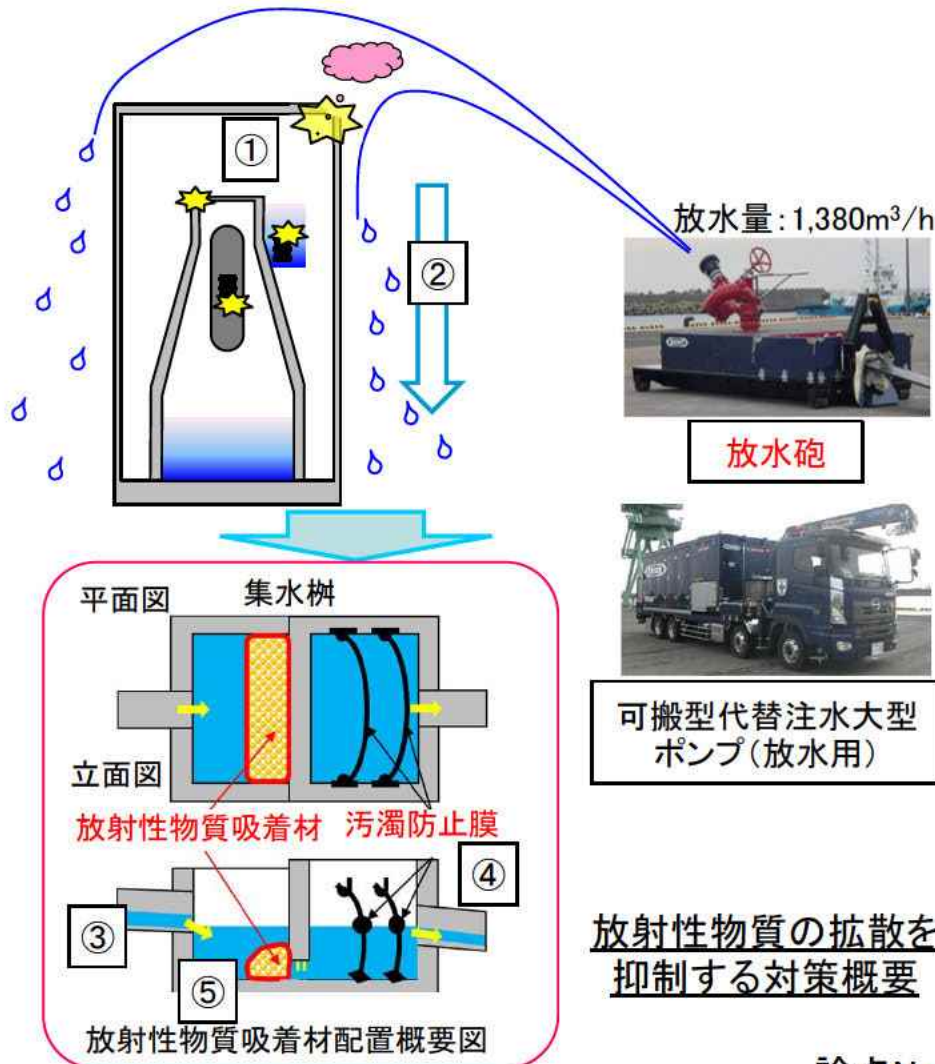 ①
②
放水量：1,380m³/h
放水砲
可搬型代替注水大型
ポンプ（放水用）
平面図
集水桝
立面図
放射性物質吸着材
汚濁防止膜
③
④
⑤
放射性物質吸着材配置概要図
放射性物質の拡散を
抑制する対策概要